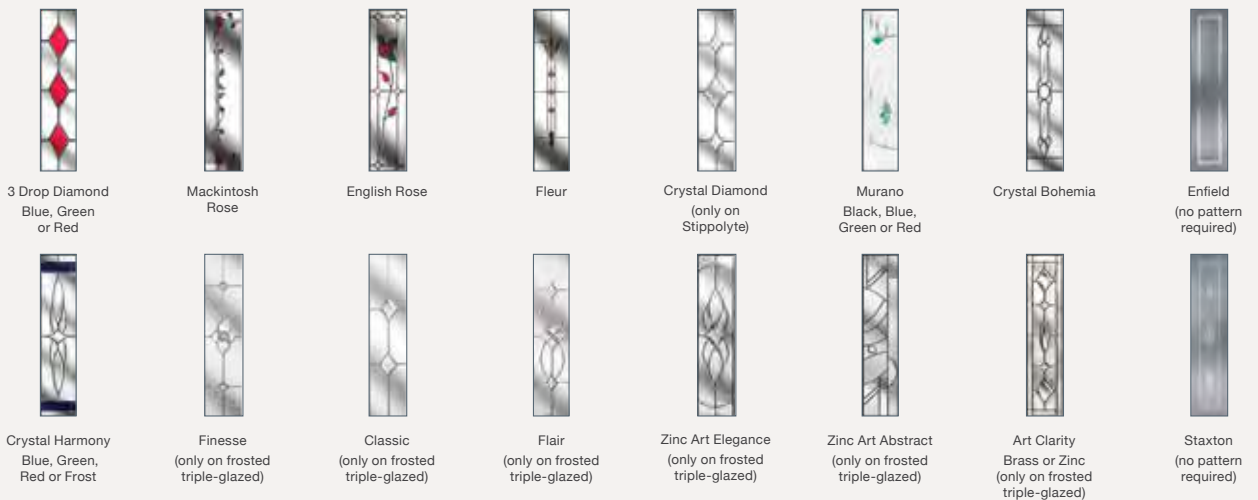 3 Drop Diamond
Blue, Green
or Red
Mackintosh
Rose
English Rose
Fleur
Crystal Diamond
(only on
Stippolyte)
Murano
Black, Blue,
Green or Red
Crystal Bohemia
Enfield
(no pattern
required)
Crystal Harmony
Blue, Green,
Red or Frost
Finesse
(only on frosted
triple-glazed)
Classic
(only on frosted
triple-glazed)
Flair
(only on frosted
triple-glazed)
Zinc Art Elegance
(only on frosted
triple-glazed)
Zinc Art Abstract
(only on frosted
triple-glazed)
Art Clarity
Brass or Zinc
(only on frosted
triple-glazed)
Staxton
(no pattern
required)